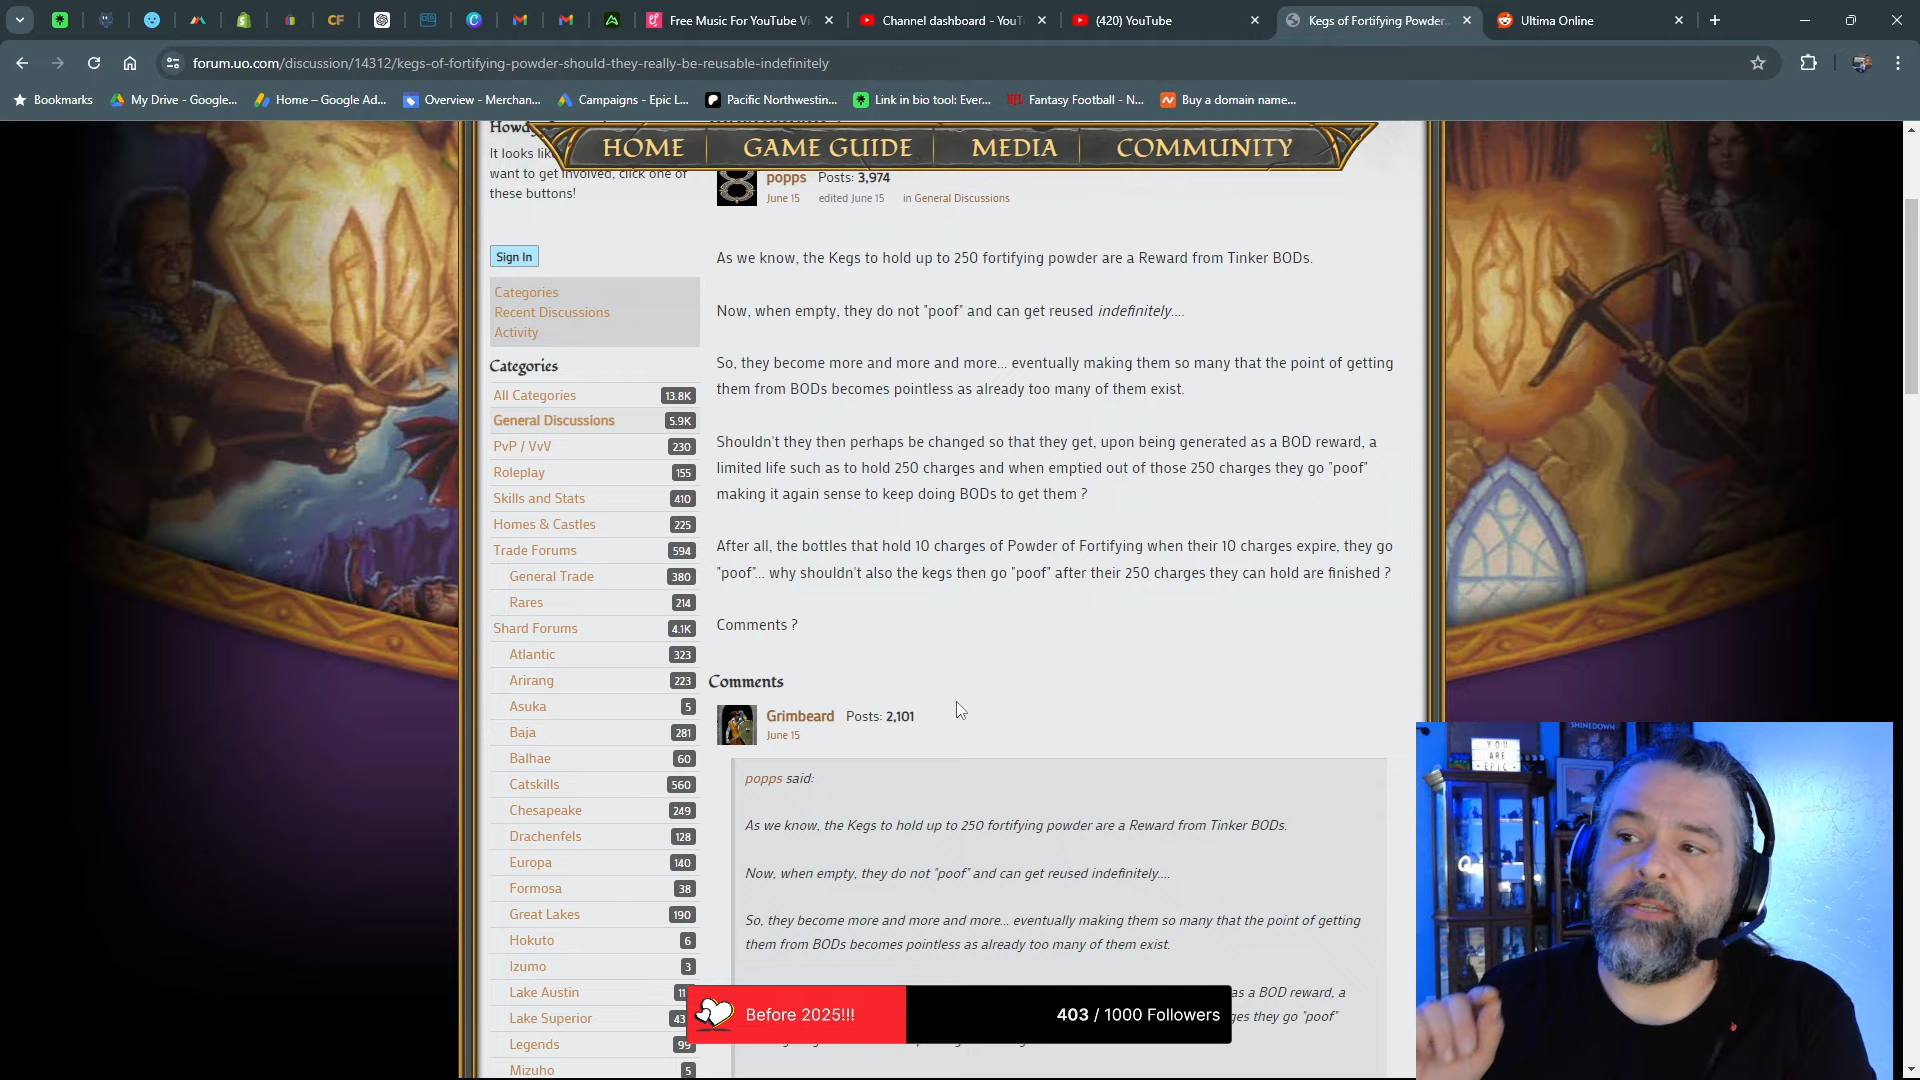 Free Music For YouTube Vi
Channel dashboard - YouT
(420) YouTube
Kegs of Fortifying Powder
Ultima Online
forum.uo.com/discussion/14312/kegs-of-fortifying-powder-should-they-really-be-reusable-indefinitely
Bookmarks
My Drive - Google...
Home – Google Ad...
Overview - Merchan...
Campaigns - Epic L...
Pacific Northwestin...
Link in bio tool: Ever...
Fantasy Football - N...
Buy a domain name...
HOME
GAME GUIDE
MEDIA
COMMUNITY
It looks
want to get involved, click one of
these buttons!
Sign In
Categories
Recent Discussions
Activity
Categories
All Categories 13.8K
General Discussions 5.9K
PvP / VvV 230
Roleplay 155
Skills and Stats 410
Homes & Castles 225
Trade Forums 594
General Trade 380
Rares 214
Shard Forums 4.1K
Atlantic 323
Arirang 223
Asuka 5
Baja 281
Balhae 60
Catskills 560
Chesapeake 249
Drachenfels 128
Europa 140
Formosa 38
Great Lakes 190
Hokuto 6
Izumo 3
Lake Austin 11
Lake Superior 43
Legends 99
Mizuho 5
popps Posts: 3,974
June 15 edited June 15 in General Discussions
As we know, the Kegs to hold up to 250 fortifying powder are a Reward from Tinker BODs.
Now, when empty, they do not "poof" and can get reused indefinitely....
So, they become more and more and more... eventually making them so many that the point of getting
them from BODs becomes pointless as already too many of them exist.
Shouldn't they then perhaps be changed so that they get, upon being generated as a BOD reward, a
limited life such as to hold 250 charges and when emptied out of those 250 charges they go "poof"
making it again sense to keep doing BODs to get them ?
After all, the bottles that hold 10 charges of Powder of Fortifying when their 10 charges expire, they go
"poof"... why shouldn't also the kegs then go "poof" after their 250 charges they can hold are finished ?
Comments ?
Comments
Grimbeard Posts: 2,101
June 15
popps said:
As we know, the Kegs to hold up to 250 fortifying powder are a Reward from Tinker BODs.
Now, when empty, they do not "poof" and can get reused indefinitely....
So, they become more and more and more... eventually making them so many that the point of getting
them from BODs becomes pointless as already too many of them exist.
as a BOD reward, a
ges they go "poof"
Before 2025!!!
403 / 1000 Followers
YOU
ARE
EPIC
SHINEDOWN